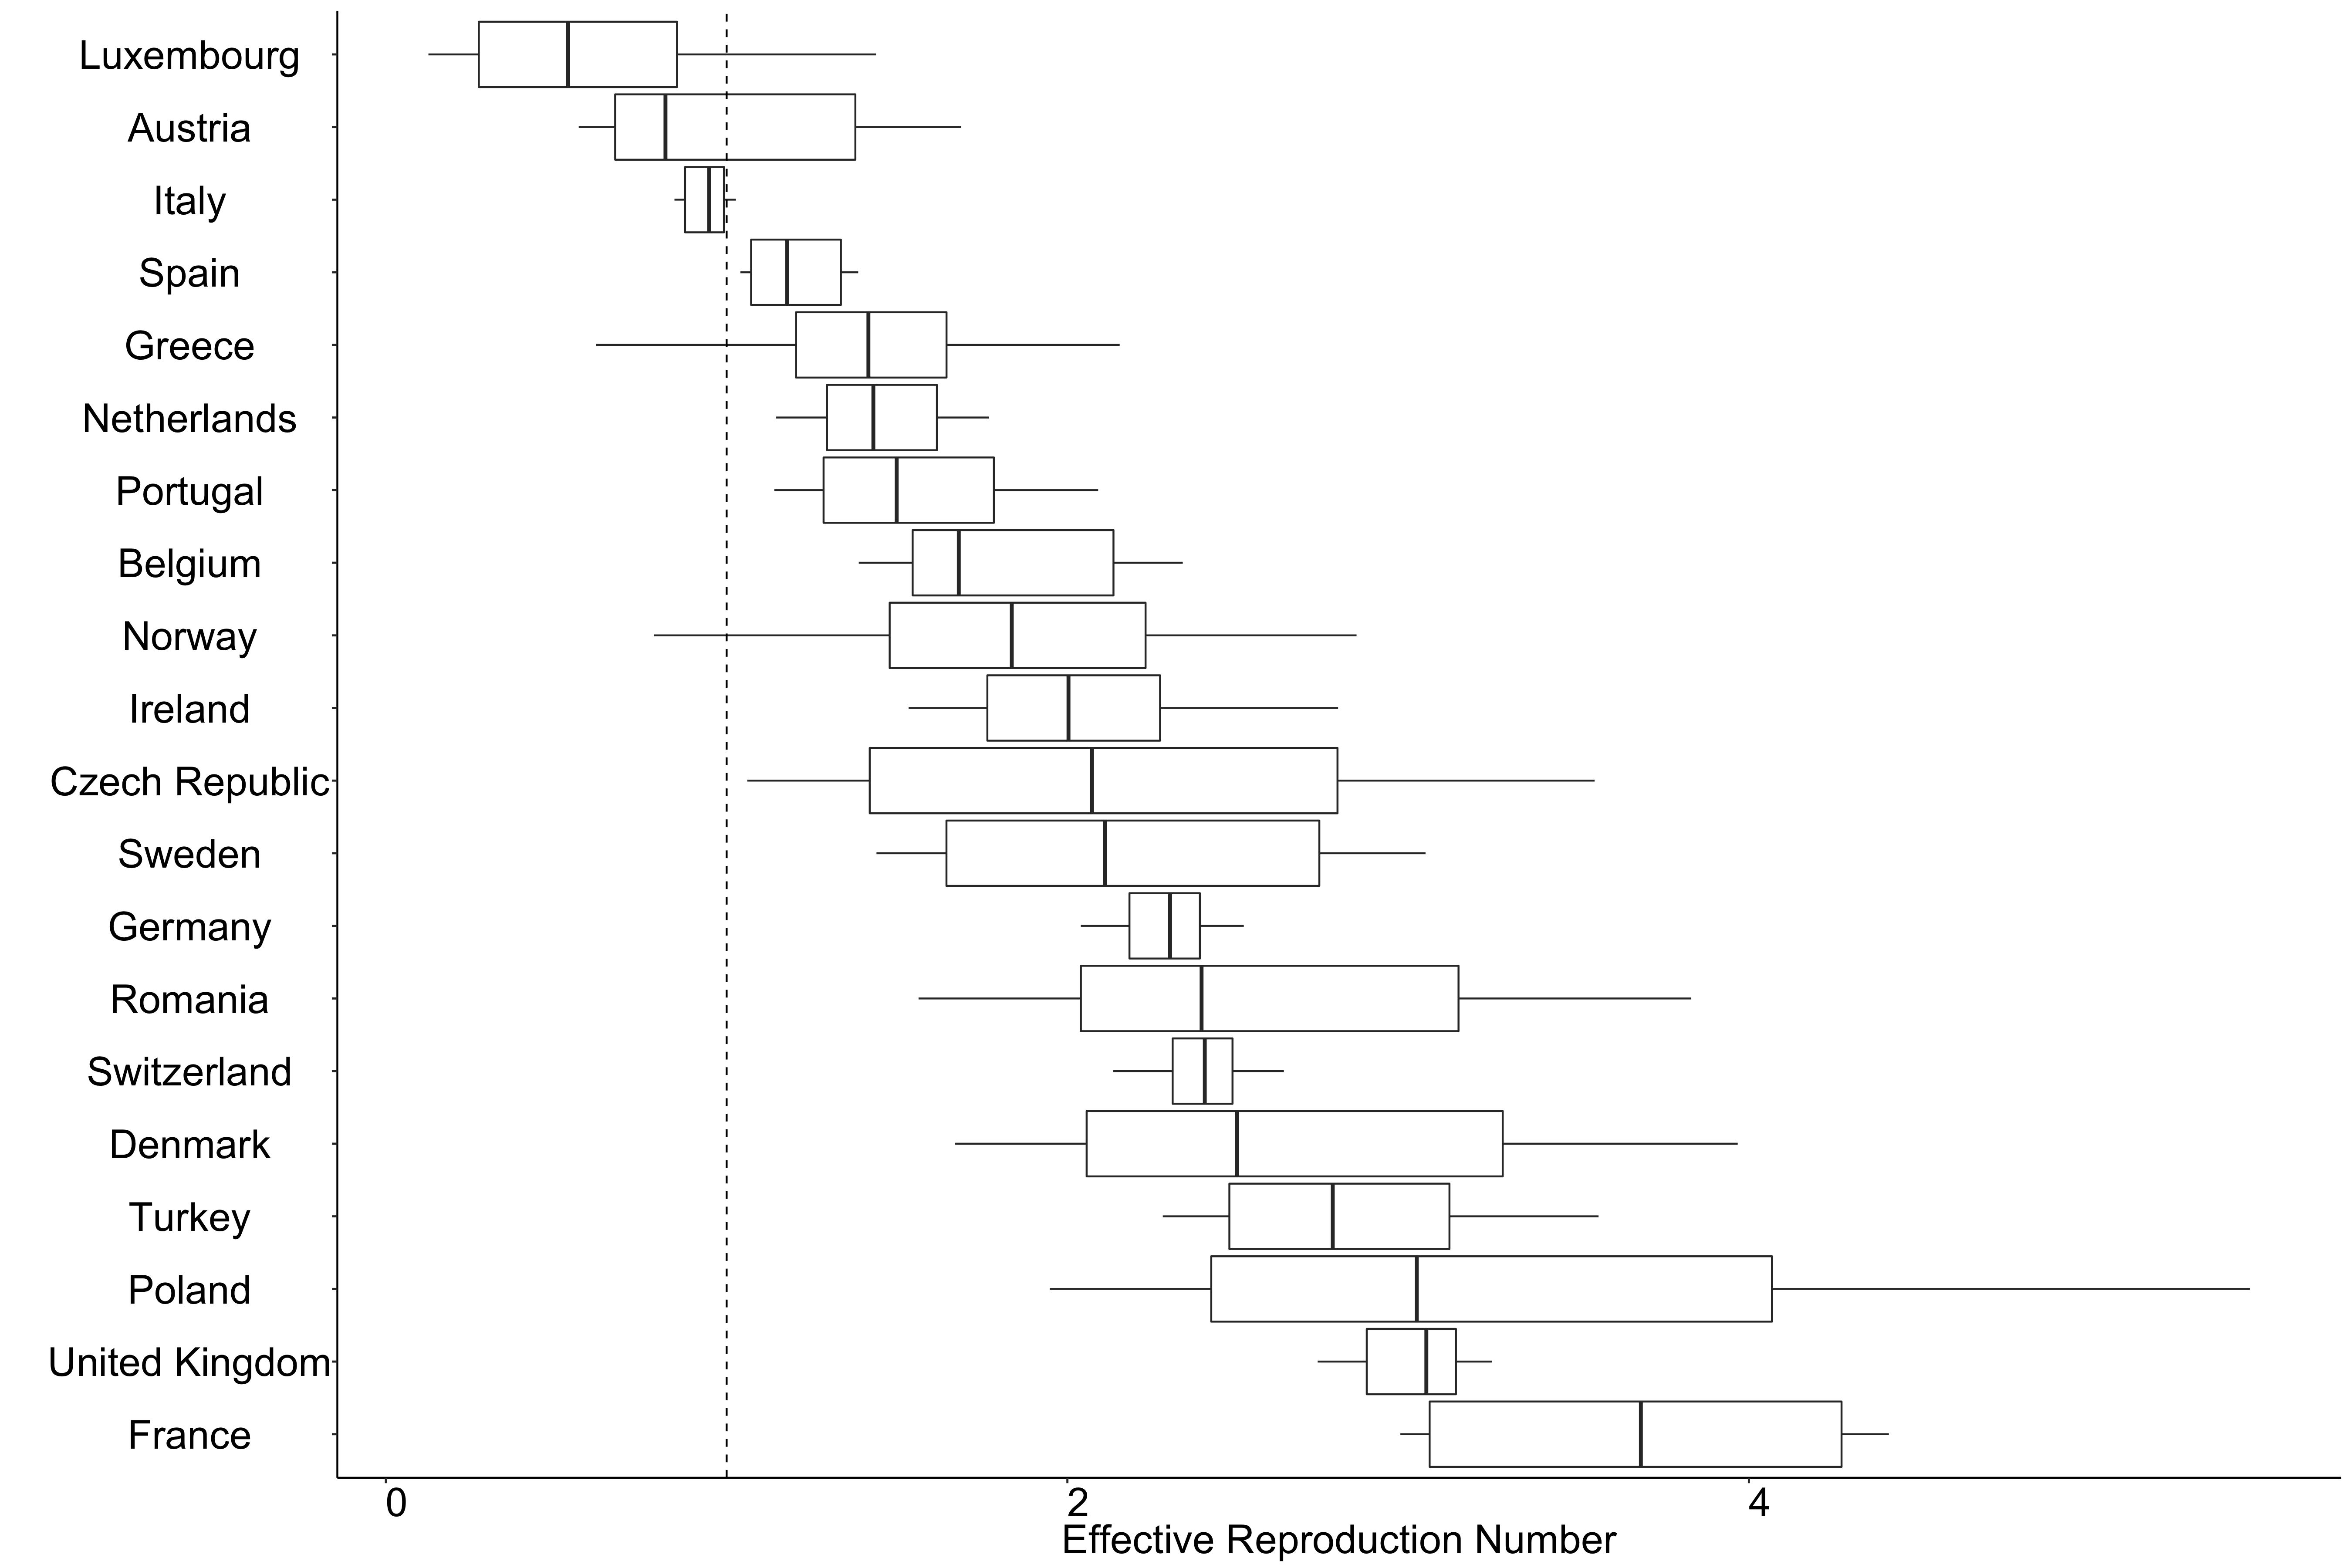 Luxembourg
Austria
Italy
Spain
Greece
Netherlands
Portugal
Belgium
Norway
Ireland
Czech Republic
Sweden
Germany
Romania
Switzerland
Denmark
Turkey
Poland
United Kingdom
France
0 2 4
Effective Reproduction Number